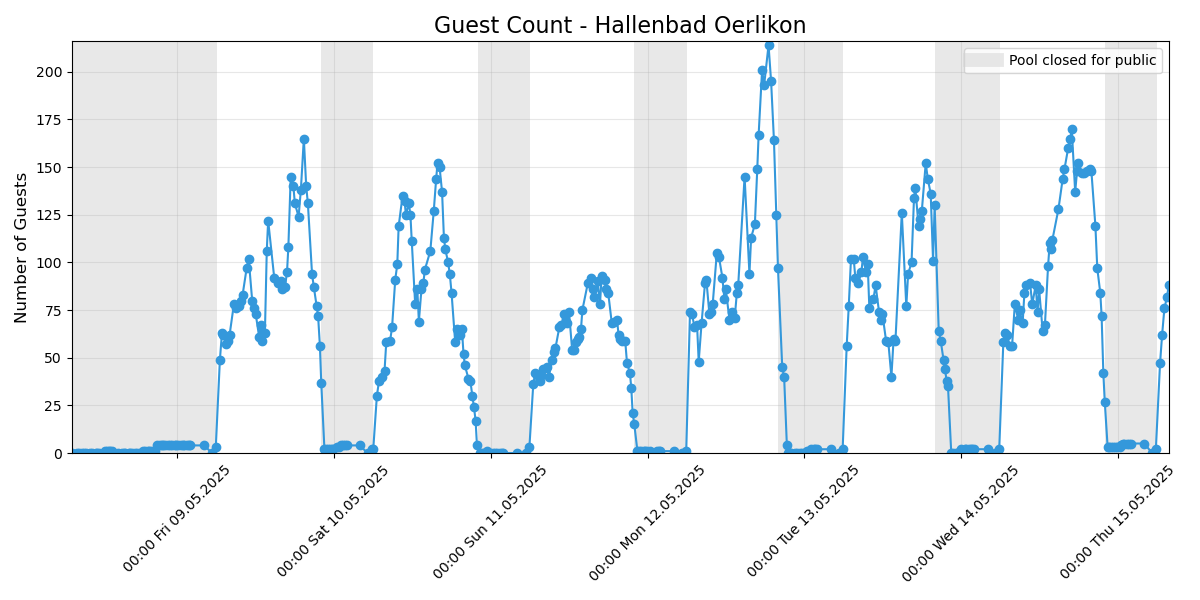 Guest Count - Hallenbad Oerlikon
Pool closed for public
Number of Guests
200
175
150
125
100
75
50
25
0
00:00 Fri 09.05.2025
00:00 Sat 10.05.2025
00:00 Sun 11.05.2025
00:00 Mon 12.05.2025
00:00 Tue 13.05.2025
00:00 Wed 14.05.2025
00:00 Thu 15.05.2025